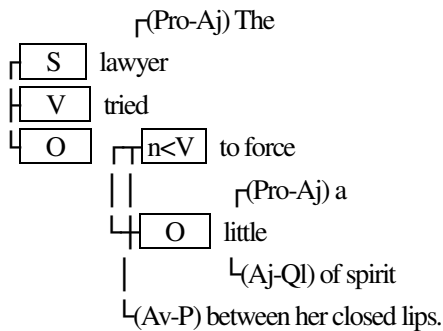 (Pro-Aj) The
S lawyer
V tried
O n<V to force
(Pro-Aj) a
O little
(Aj-Ql) of spirit
(Av-P) between her closed lips.